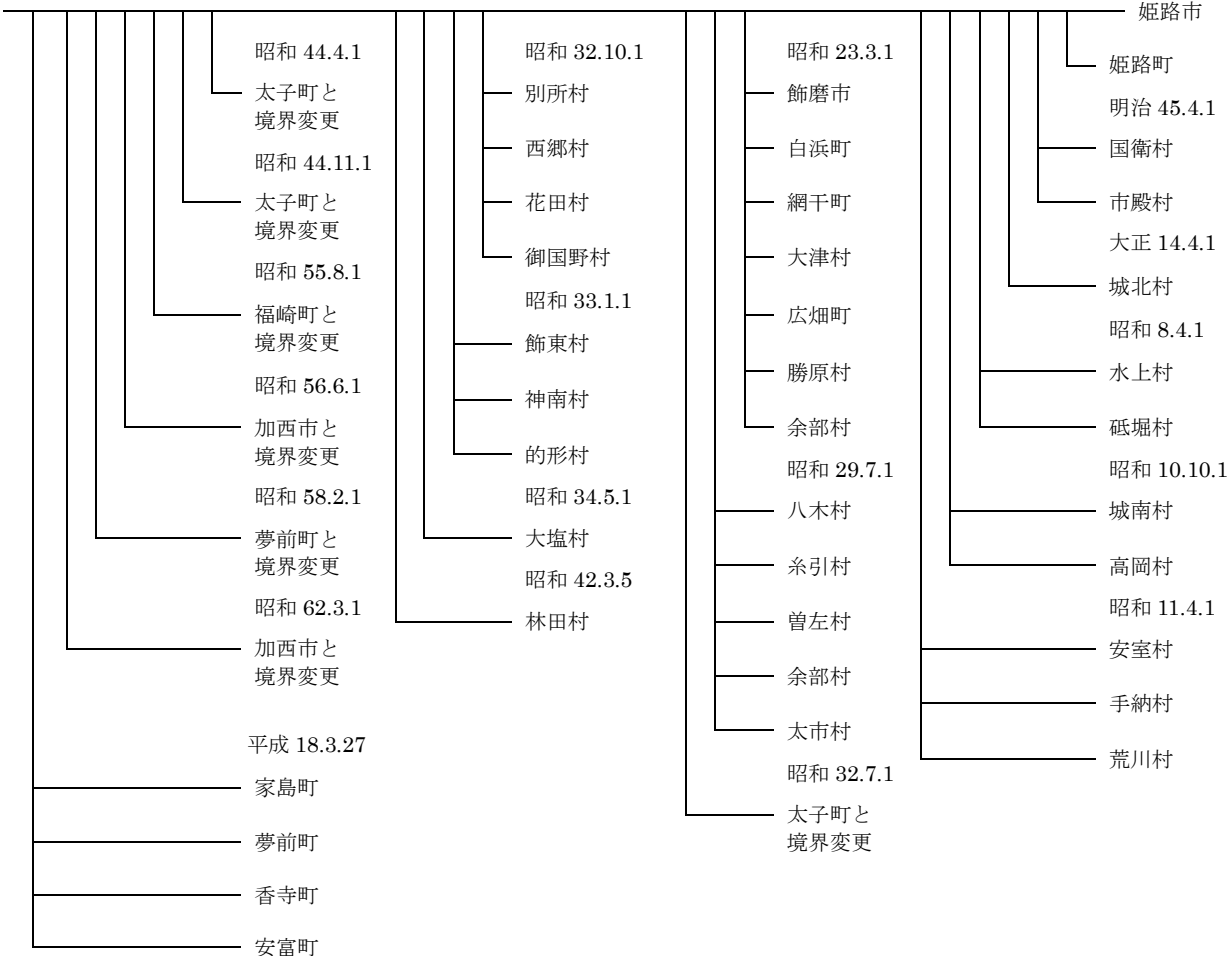 姫路市
姫路町
明治 45.4.1
国衛村
市殿村
大正 14.4.1
城北村
昭和 8.4.1
水上村
砥堀村
昭和 10.10.1
城南村
高岡村
昭和 11.4.1
安室村
手納村
荒川村
昭和 23.3.1
飾磨市
白浜町
網干町
大津村
広畑町
勝原村
余部村
昭和 29.7.1
八木村
糸引村
曽左村
余部村
太市村
昭和 32.7.1
太子町と
境界変更
昭和 32.10.1
別所村
西郷村
花田村
御国野村
昭和 33.1.1
飾東村
神南村
的形村
昭和 34.5.1
大塩村
昭和 42.3.5
林田村
昭和 44.4.1
太子町と
境界変更
昭和 44.11.1
太子町と
境界変更
昭和 55.8.1
福崎町と
境界変更
昭和 56.6.1
加西市と
境界変更
昭和 58.2.1
夢前町と
境界変更
昭和 62.3.1
加西市と
境界変更
平成 18.3.27
家島町
夢前町
香寺町
安富町